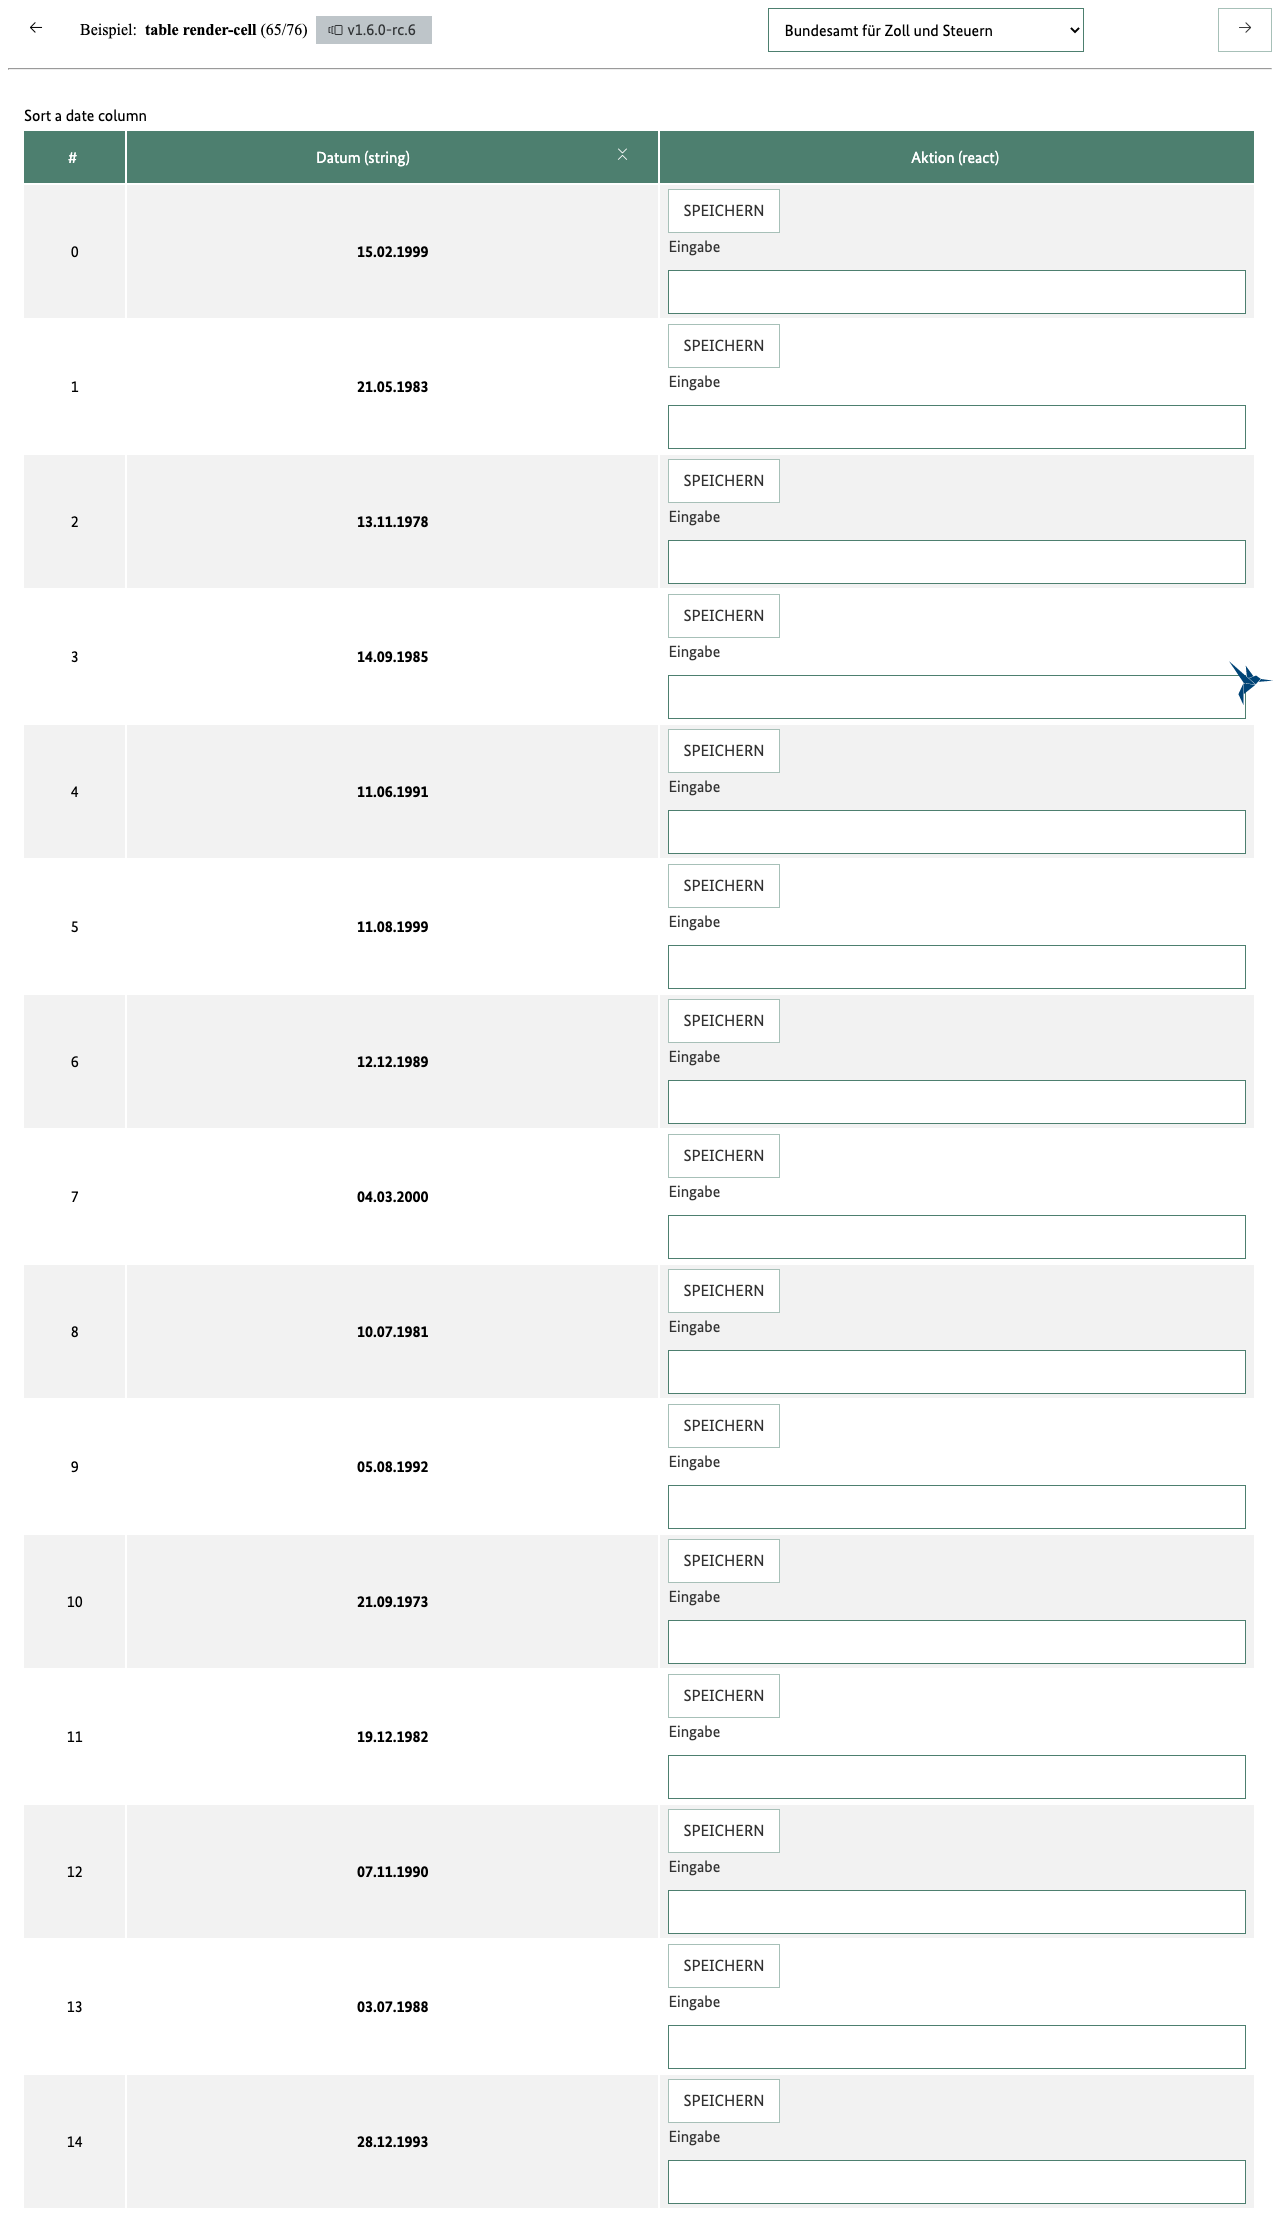 Beispiel: table render-cell (65/76) v1.6.0-rc.6 Bundesamt für Zoll und Steuern
Sort a date column
# Datum (string) Aktion (react)
SPEICHERN
0 15.02.1999 Eingabe
SPEICHERN
1 21.05.1983 Eingabe
SPEICHERN
2 13.11.1978 Eingabe
SPEICHERN
3 14.09.1985 Eingabe
SPEICHERN
4 11.06.1991 Eingabe
SPEICHERN
5 11.08.1999 Eingabe
SPEICHERN
6 12.12.1989 Eingabe
SPEICHERN
7 04.03.2000 Eingabe
SPEICHERN
8 10.07.1981 Eingabe
SPEICHERN
9 05.08.1992 Eingabe
SPEICHERN
10 21.09.1973 Eingabe
SPEICHERN
11 19.12.1982 Eingabe
SPEICHERN
12 07.11.1990 Eingabe
SPEICHERN
13 03.07.1988 Eingabe
SPEICHERN
14 28.12.1993 Eingabe